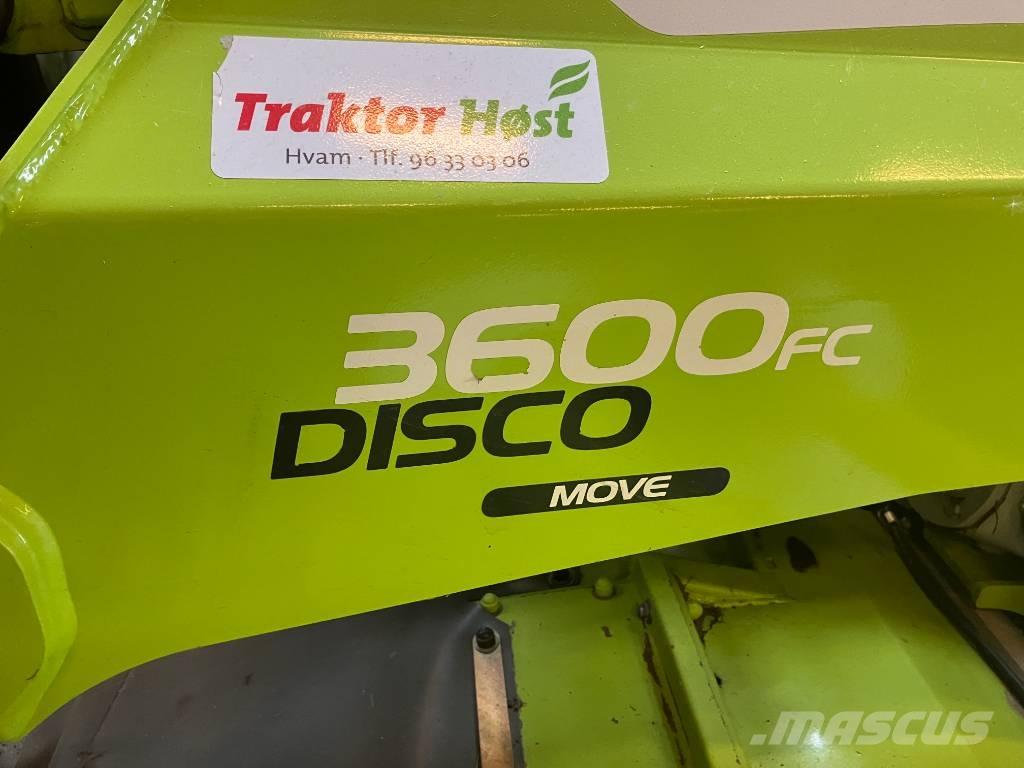 Traktor Høst
Hvam · Tlf. 96 33 03 06
3600FC
DISCO
MOVE
MASCUS